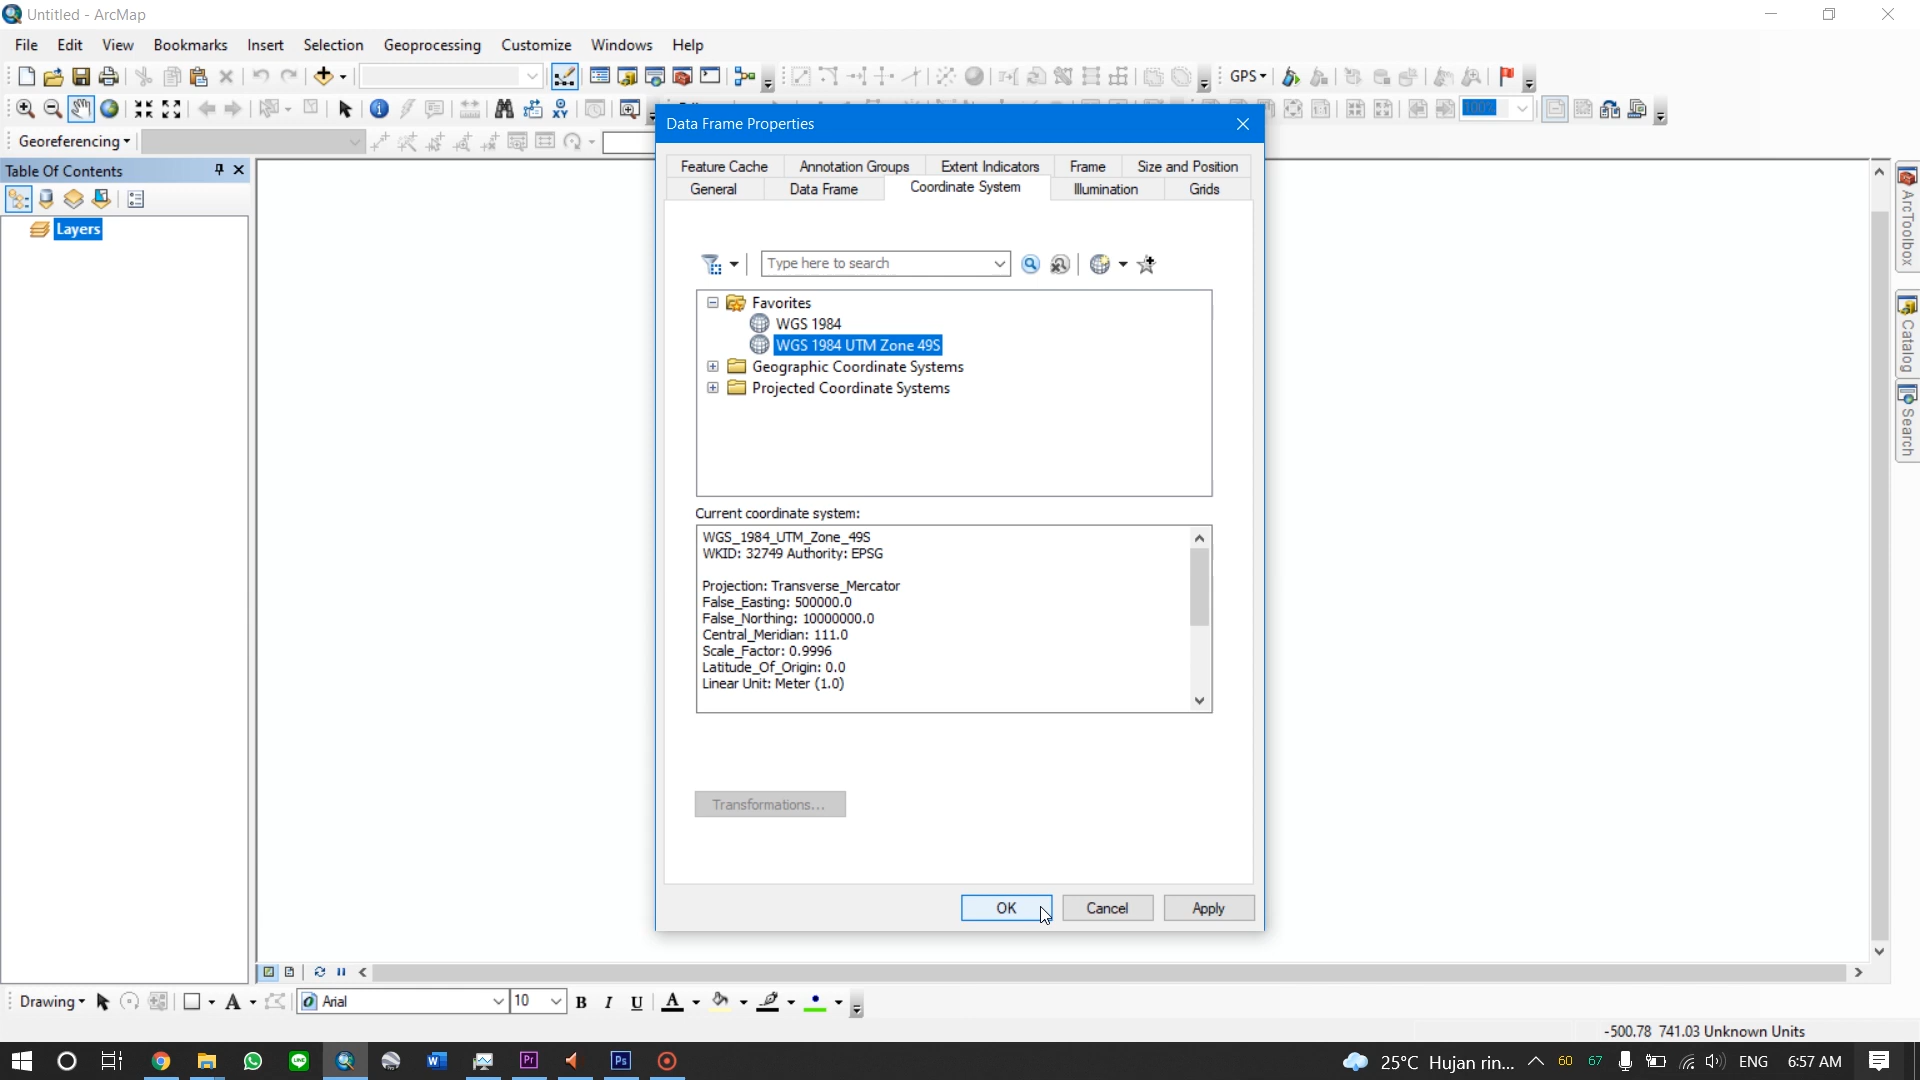 Untitled - ArcMap
File Edit View Bookmarks Insert Selection Geoprocessing Customize Windows Help
GPS
100%
Georeferencing
Data Frame Properties
Table Of Contents
Layers
Feature Cache Annotation Groups Extent Indicators Frame Size and Position
General Data Frame Coordinate System Illumination Grids
Type here to search
Favorites
WGS 1984
WGS 1984 UTM Zone 49S
Geographic Coordinate Systems
Projected Coordinate Systems
Current coordinate system:
WGS_1984_UTM_Zone_49S
WKID: 32749 Authority: EPSG
Projection: Transverse_Mercator
False_Easting: 500000.0
False_Northing: 10000000.0
Central_Meridian: 111.0
Scale_Factor: 0.9996
Latitude_Of_Origin: 0.0
Linear Unit: Meter (1.0)
Transformations...
OK Cancel Apply
ArcToolbox
Catalog
Search
Drawing A Arial 10 B I U A
-500.78 741.03 Unknown Units
25°C Hujan rin... 60 67 ENG 6:57 AM